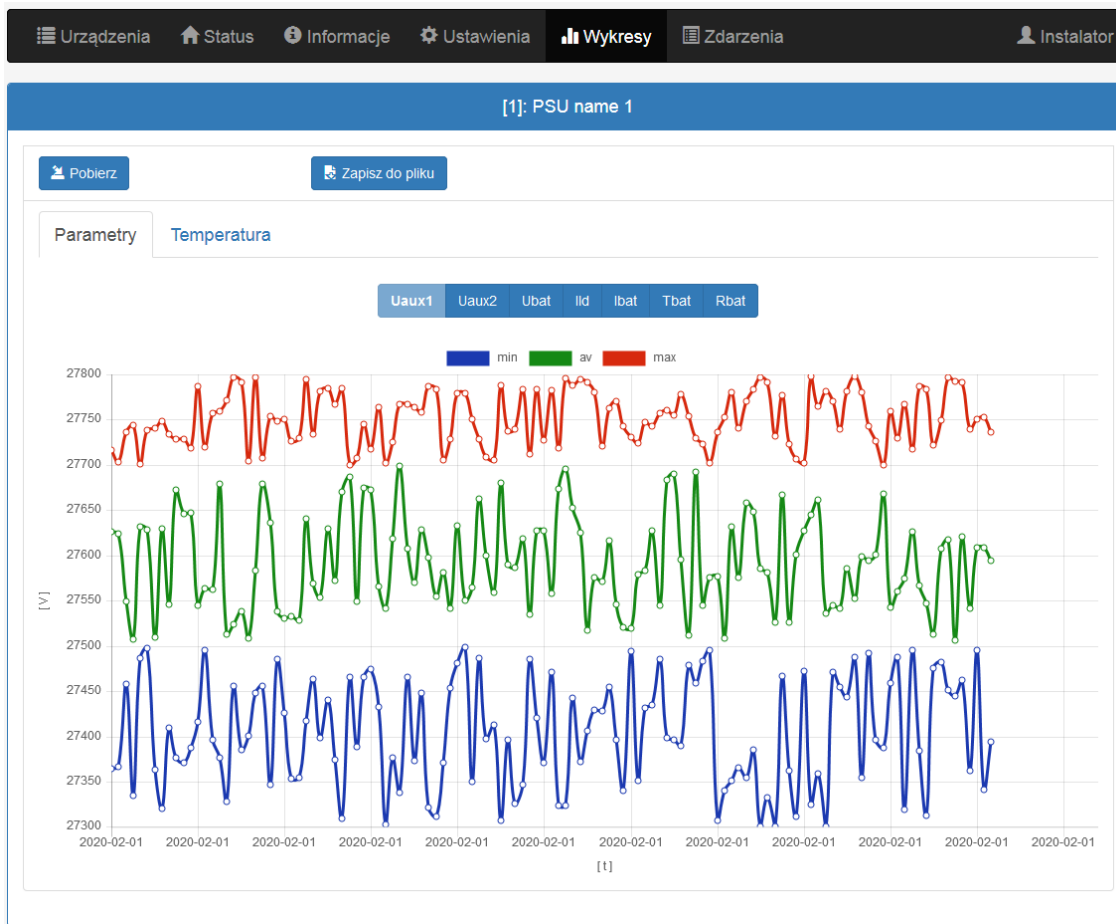 Urządzenia Status Informacje Ustawienia Wykresy Zdarzenia Instalator
[1]: PSU name 1
Pobierz Zapisz do pliku
Parametry Temperatura
Uaux1 Uaux2 Ubat Ild Ibat Tbat Rbat
min av max
27800
27750
27700
27650
27600
27550
27500
27450
27400
27350
27300
[V]
2020-02-01 2020-02-01 2020-02-01 2020-02-01 2020-02-01 2020-02-01 2020-02-01 2020-02-01 2020-02-01 2020-02-01 2020-02-01 2020-02-01
[t]